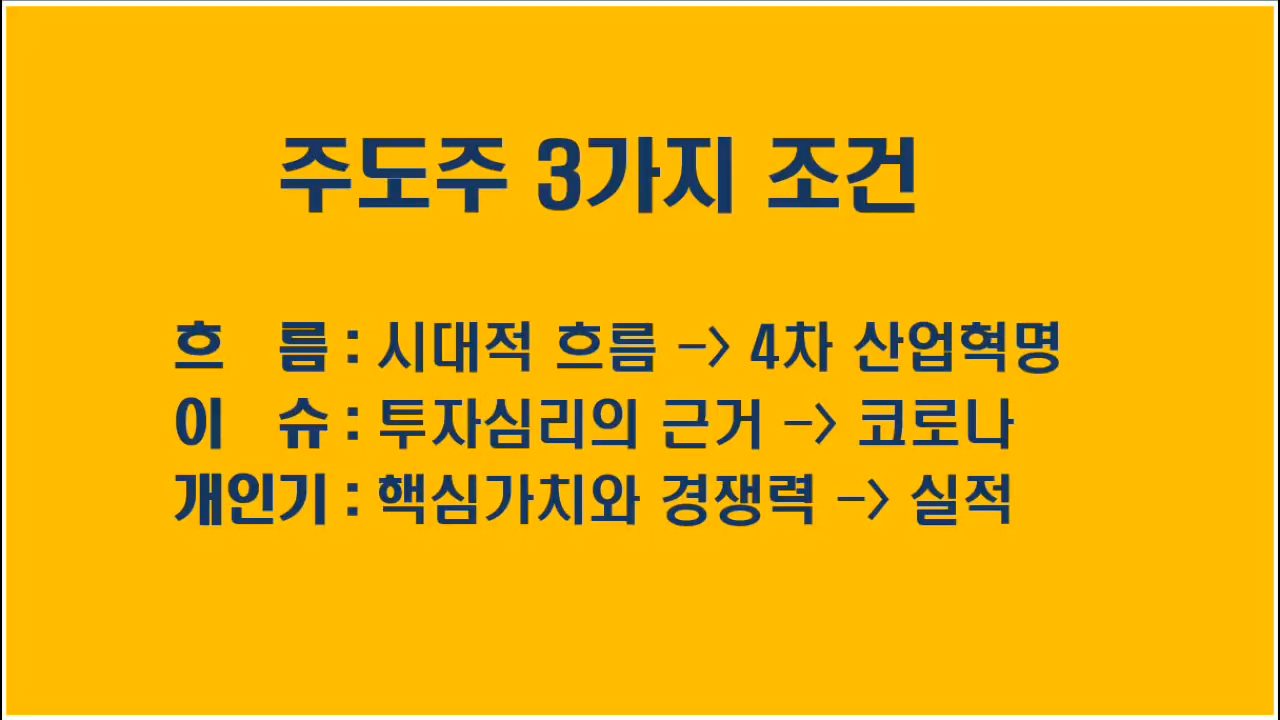 주도주 3가지 조건
흐 름 : 시대적 흐름 -> 4차 산업혁명
이 슈 : 투자심리의 근거 -> 코로나
개인기 : 핵심가치와 경쟁력 -> 실적